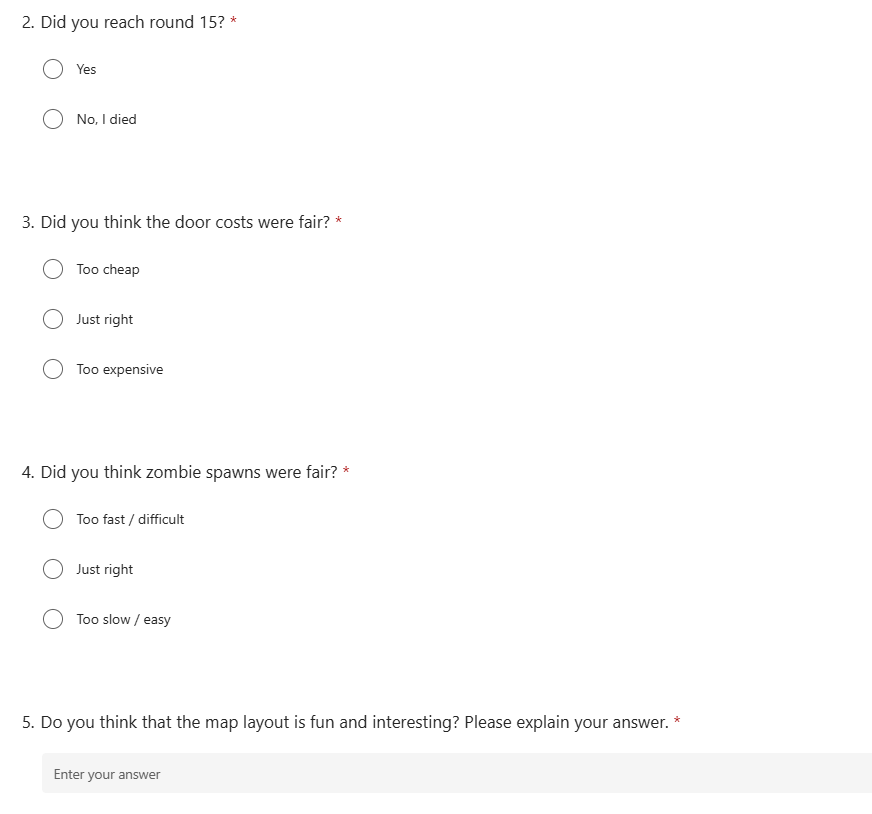 2. Did you reach round 15? *
Yes
No, I died
3. Did you think the door costs were fair? *
Too cheap
Just right
Too expensive
4. Did you think zombie spawns were fair? *
Too fast / difficult
Just right
Too slow / easy
5. Do you think that the map layout is fun and interesting? Please explain your answer. *
Enter your answer